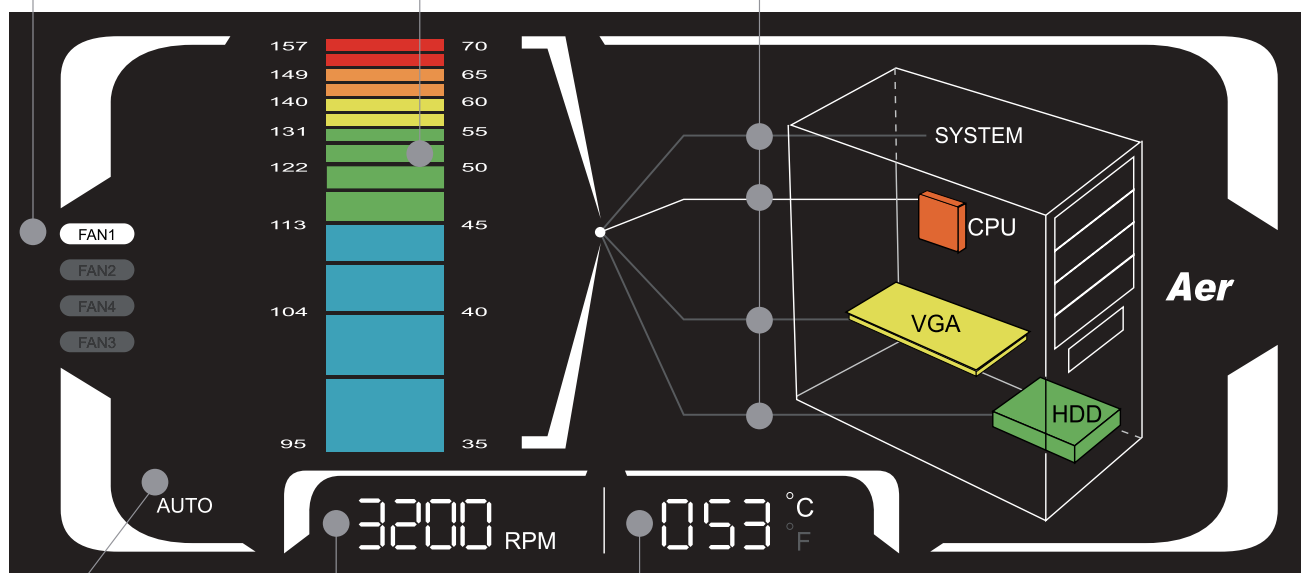 157 70
149 65
140 60
131 55
122 50
113 45
104 40
95 35
FAN1
FAN2
FAN4
FAN3
AUTO
SYSTEM
CPU
VGA
HDD
Aer
3200 RPM
053 °C
°F